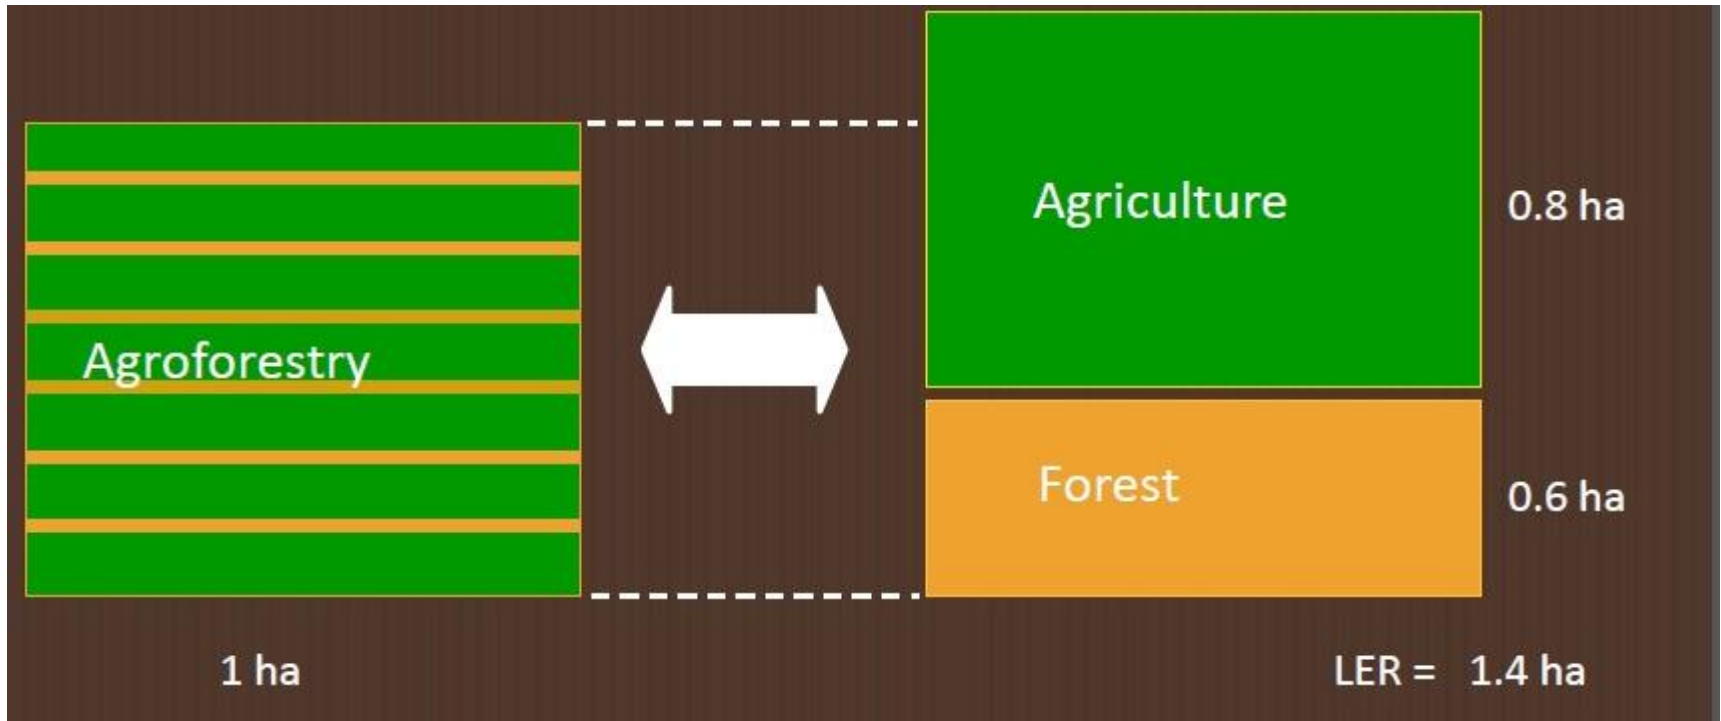 Agroforestry
1 ha
Agriculture
0.8 ha
Forest
0.6 ha
LER = 1.4 ha